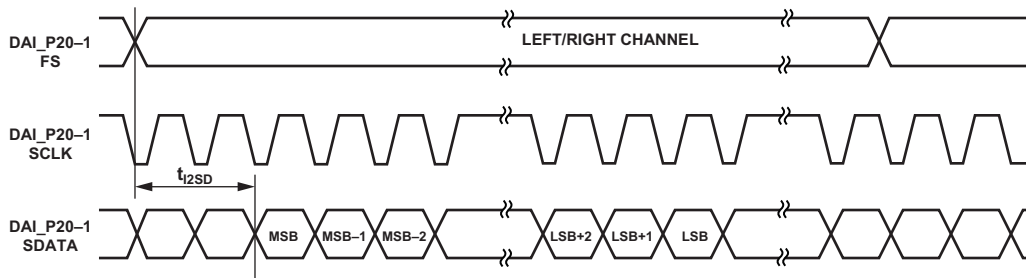 DAI_P20–1
FS
LEFT/RIGHT CHANNEL
DAI_P20–1
SCLK
tI2SD
DAI_P20–1
SDATA
MSB
MSB–1
MSB–2
LSB+2
LSB+1
LSB